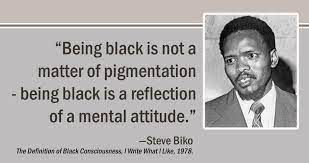 “Being black is not a
matter of pigmentation
- being black is a reflection
of a mental attitude.”
—Steve Biko
The Definition of Black Consciousness, I Write What I Like, 1978.